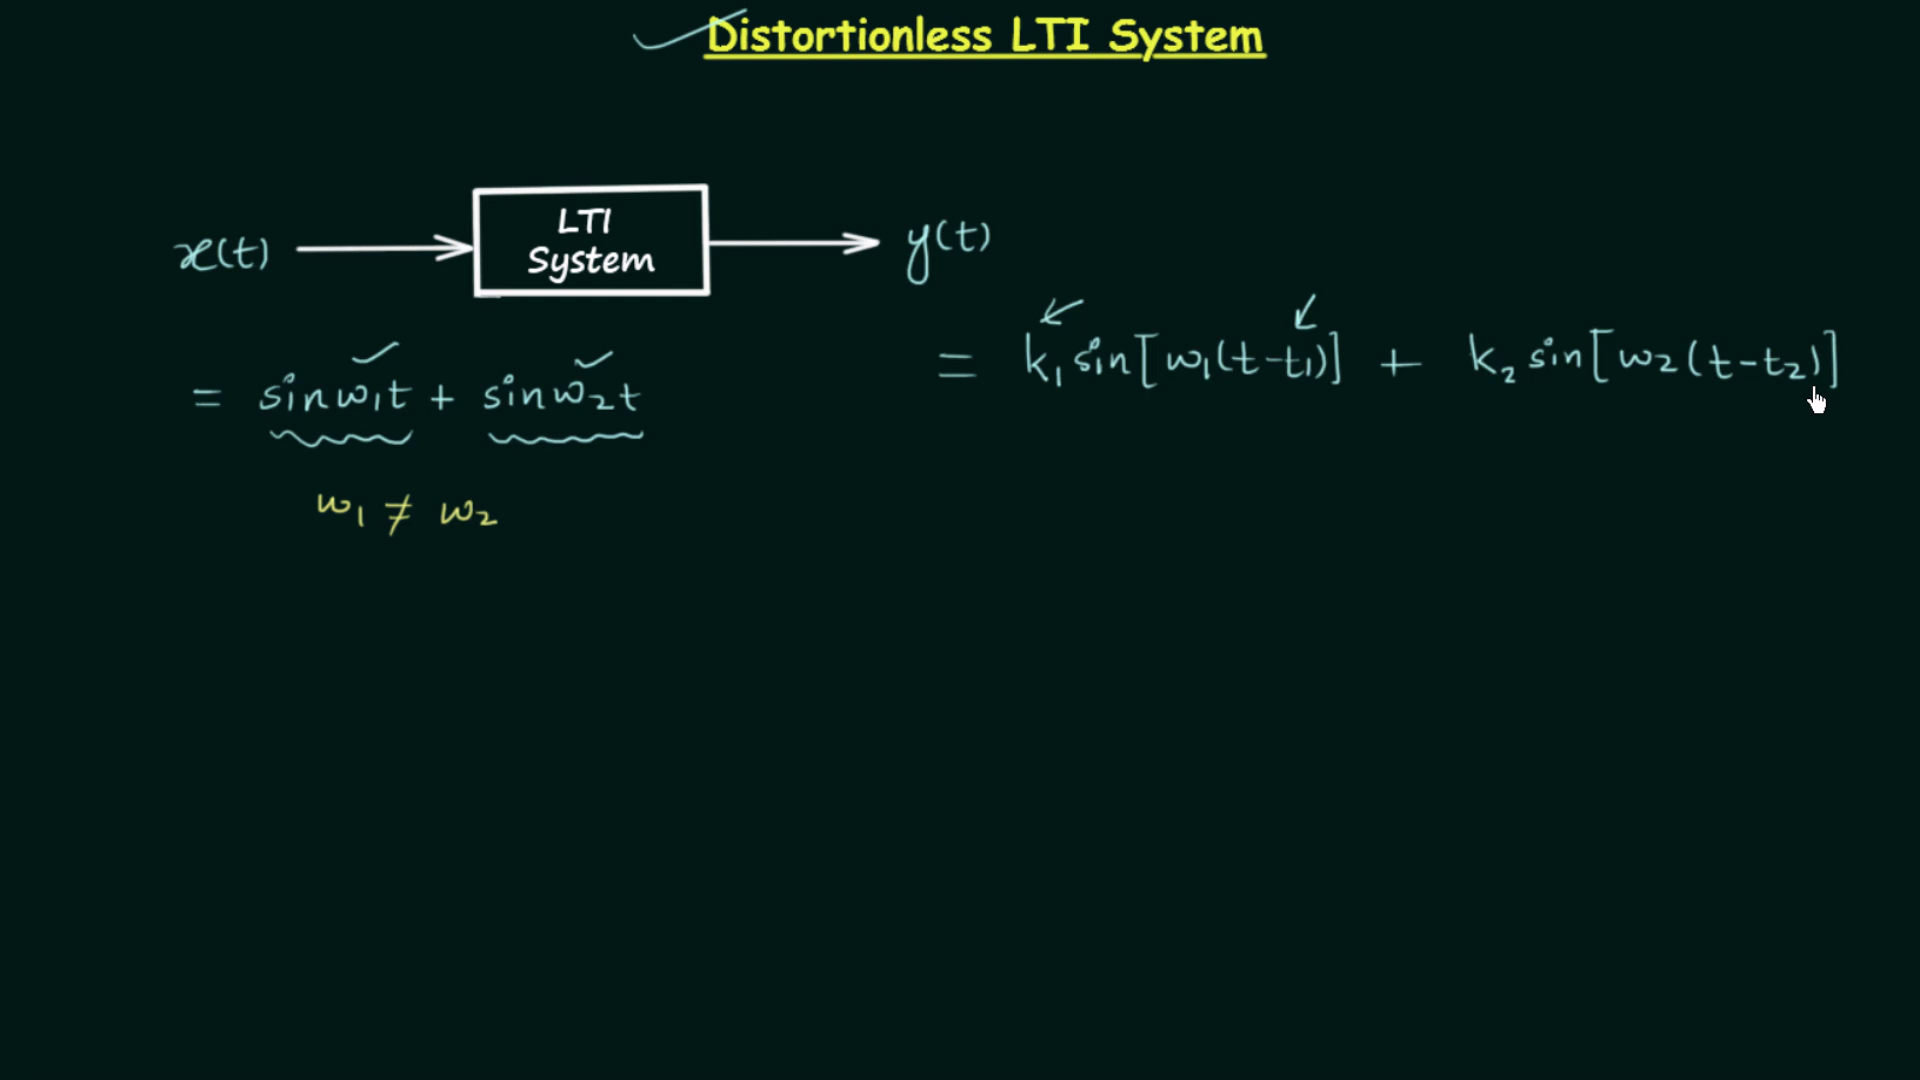 Distortionless LTI System
x(t)
LTI
System
y(t)
= sinω₁t + sinω₂t
= k₁ sin[ω₁(t-t₁)] + k₂ sin[ω₂(t-t₂)]
ω₁ ≠ ω₂